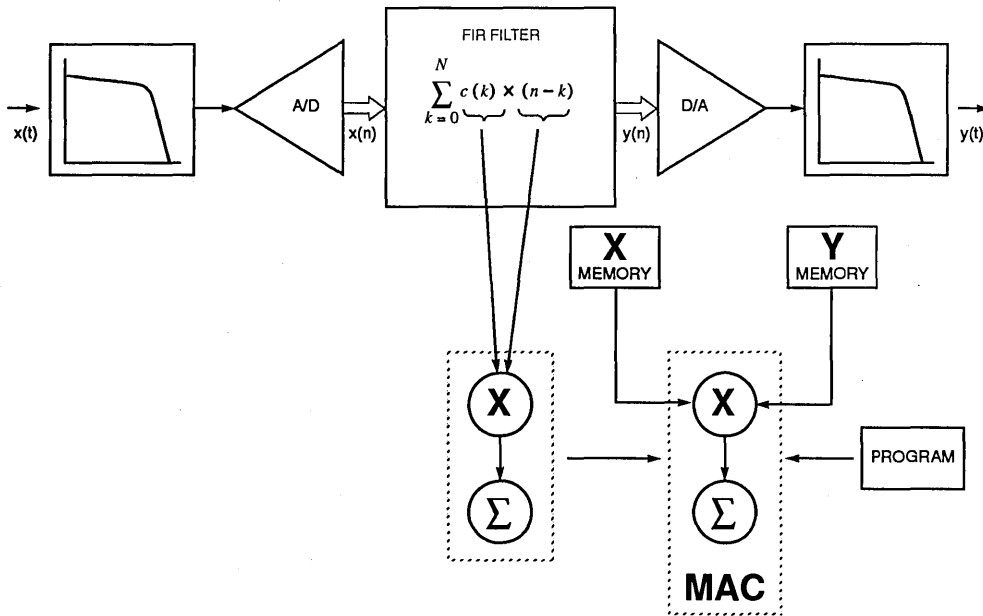 FIR FILTER
N
∑ c (k) × (n−k)
k = 0
A/D
D/A
x(t)
x(n)
y(n)
y(t)
X
MEMORY
Y
MEMORY
X
X
PROGRAM
Σ
Σ
MAC